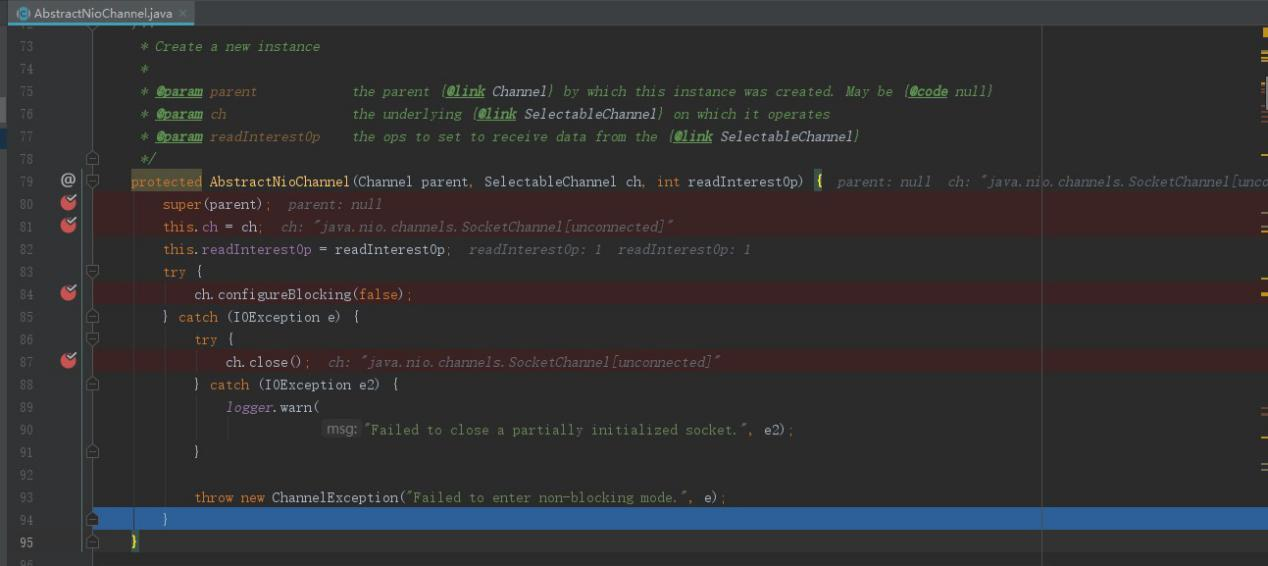 AbstractNioChannel.java
73 * Create a new instance
74 *
75 * @param parent the parent {@link Channel} by which this instance was created. May be {@code null}
76 * @param ch the underlying {@link SelectableChannel} on which it operates
77 * @param readInterestOp the ops to set to receive data from the {@link SelectableChannel}
78 */
79 @ protected AbstractNioChannel(Channel parent, SelectableChannel ch, int readInterestOp) { parent: null ch: "java.nio.channels.SocketChannel[unco
80 super(parent); parent: null
81 this.ch = ch; ch: "java.nio.channels.SocketChannel[unconnected]"
82 this.readInterestOp = readInterestOp; readInterestOp: 1 readInterestOp: 1
83 try {
84 ch.configureBlocking(false);
85 } catch (IOException e) {
86 try {
87 ch.close(); ch: "java.nio.channels.SocketChannel[unconnected]"
88 } catch (IOException e2) {
89 logger.warn(
90 msg: "Failed to close a partially initialized socket.", e2);
91 }
92
93 throw new ChannelException("Failed to enter non-blocking mode.", e);
94 }
95 }
96